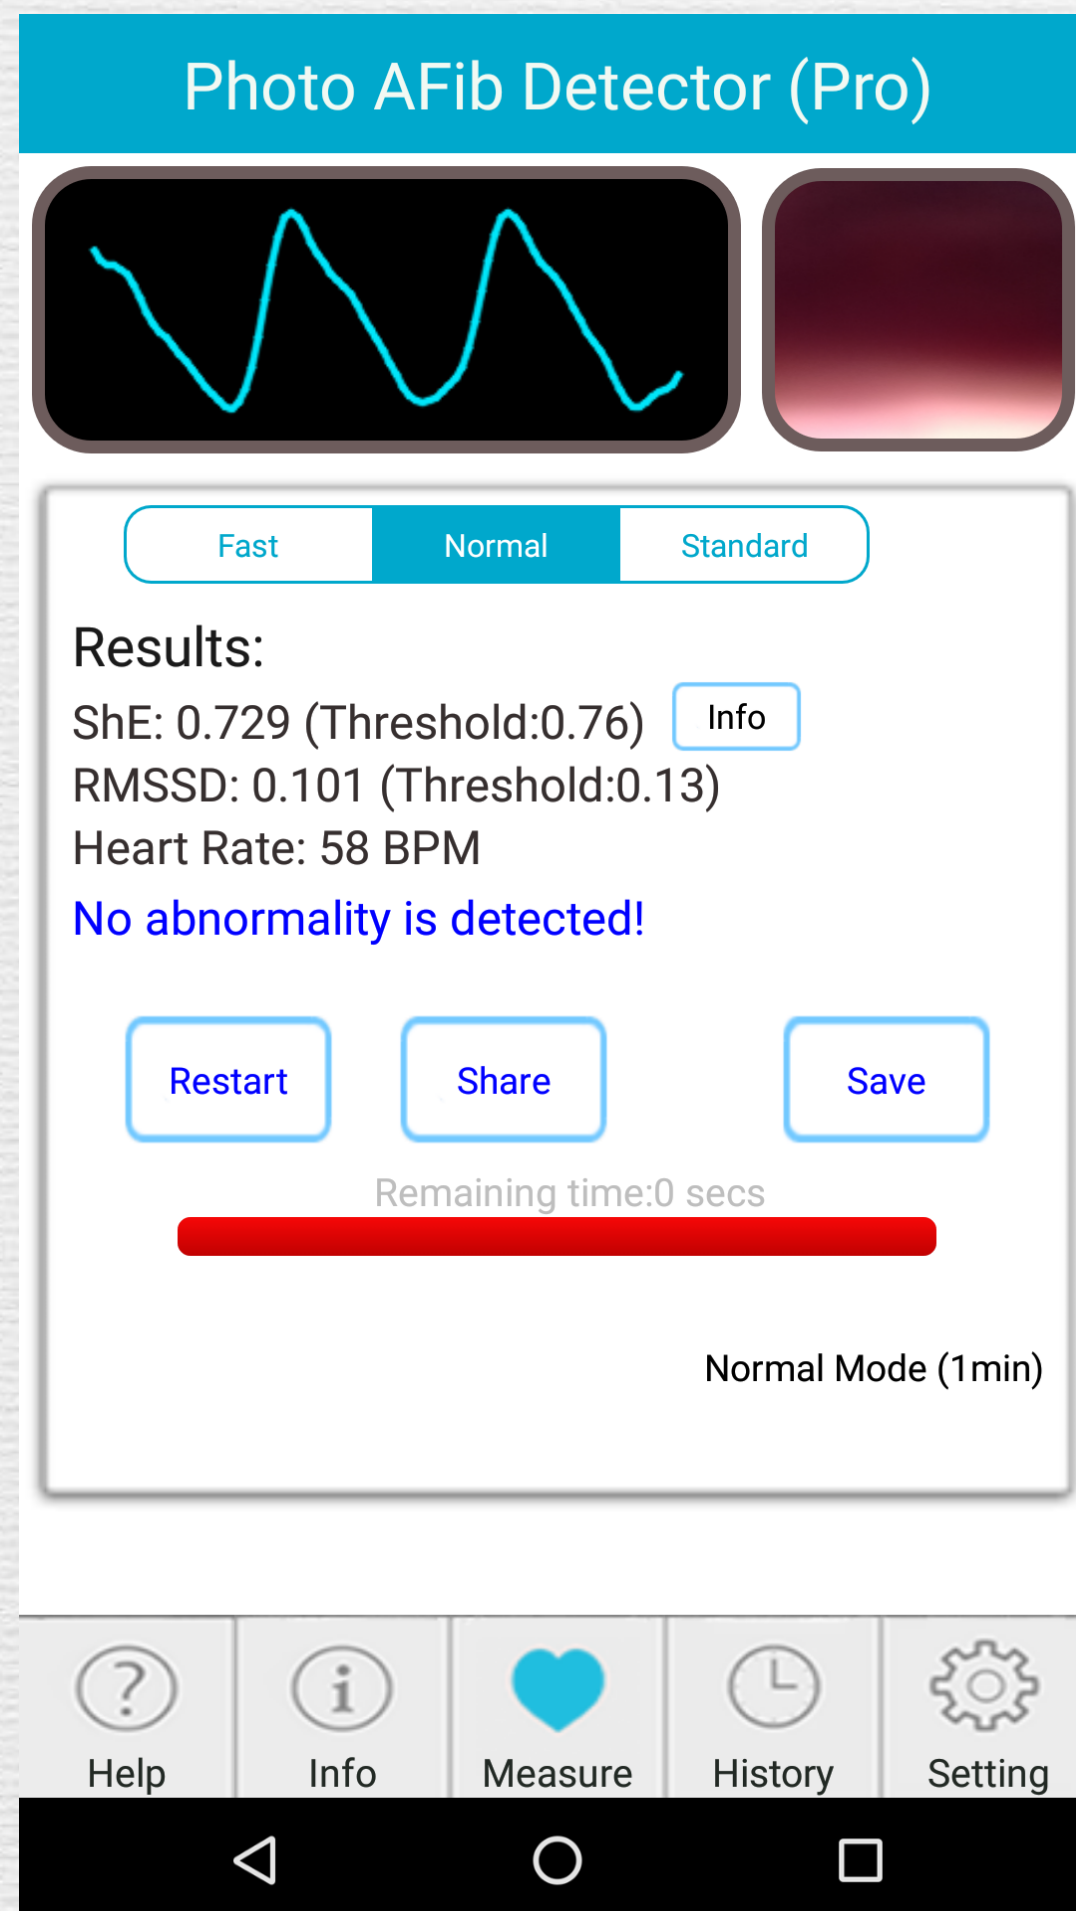 Photo AFib Detector (Pro)
Fast Normal Standard
Results:
ShE: 0.729 (Threshold:0.76) Info
RMSSD: 0.101 (Threshold:0.13)
Heart Rate: 58 BPM
No abnormality is detected!
Restart Share Save
Remaining time:0 secs
Normal Mode (1min)
Help Info Measure History Setting